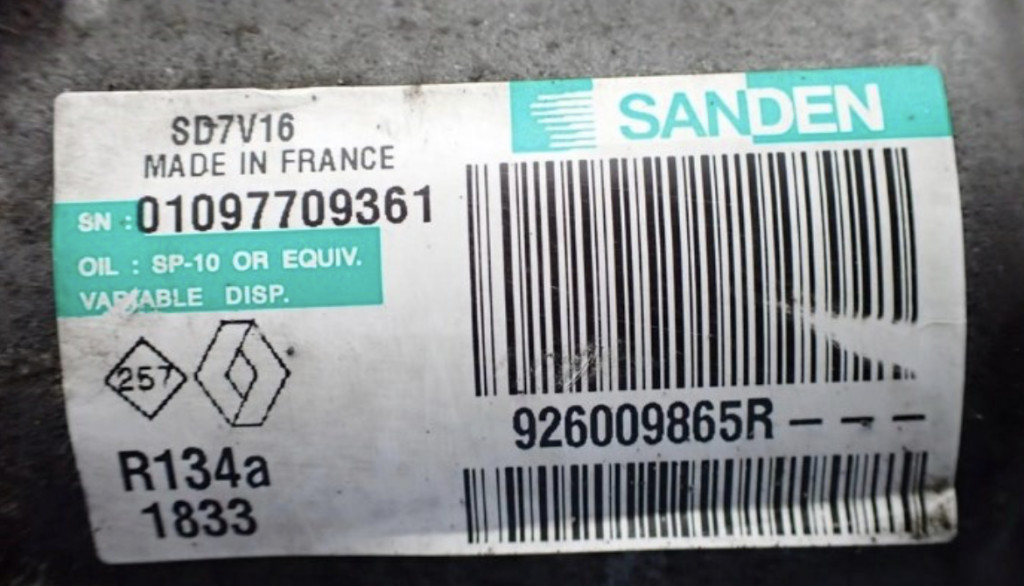 SANDEN
SD7V16
MADE IN FRANCE
SN : 01097709361
OIL : SP-10 OR EQUIV.
VARIABLE DISP.
257
926009865R – – –
R134a
1833